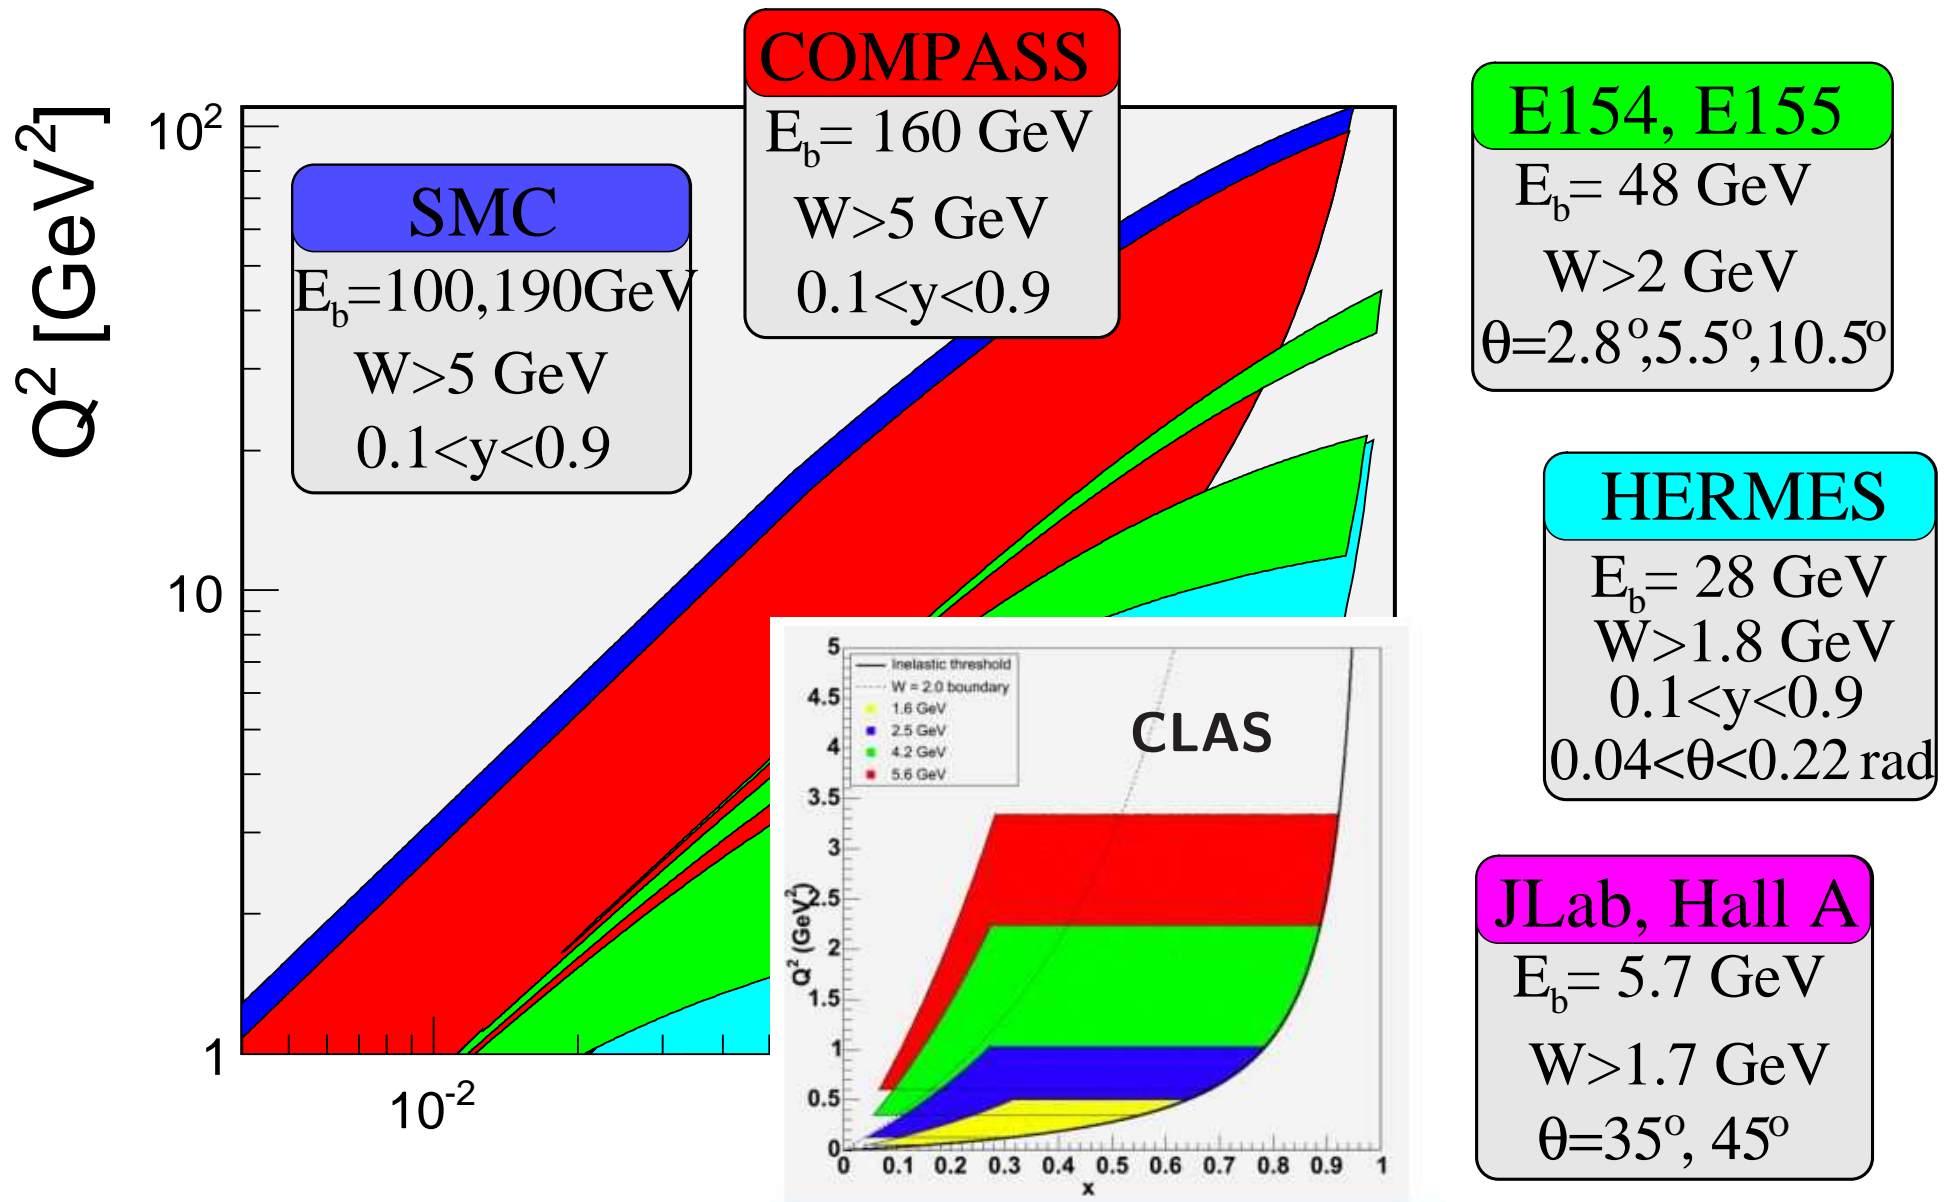 Q² [GeV²]
10²
10
1
10⁻²
SMC
E_b=100,190GeV
W>5 GeV
0.1<y<0.9
COMPASS
E_b= 160 GeV
W>5 GeV
0.1<y<0.9
E154, E155
E_b= 48 GeV
W>2 GeV
θ=2.8°,5.5°,10.5°
HERMES
E_b= 28 GeV
W>1.8 GeV
0.1<y<0.9
0.04<θ<0.22 rad
JLab, Hall A
E_b= 5.7 GeV
W>1.7 GeV
θ=35°, 45°
Inelastic threshold
W = 2.0 boundary
1.6 GeV
2.5 GeV
4.2 GeV
5.6 GeV
CLAS
Q² (GeV²)
5
4.5
4
3.5
3
2.5
2
1.5
1
0.5
0
0 0.1 0.2 0.3 0.4 0.5 0.6 0.7 0.8 0.9 1
x